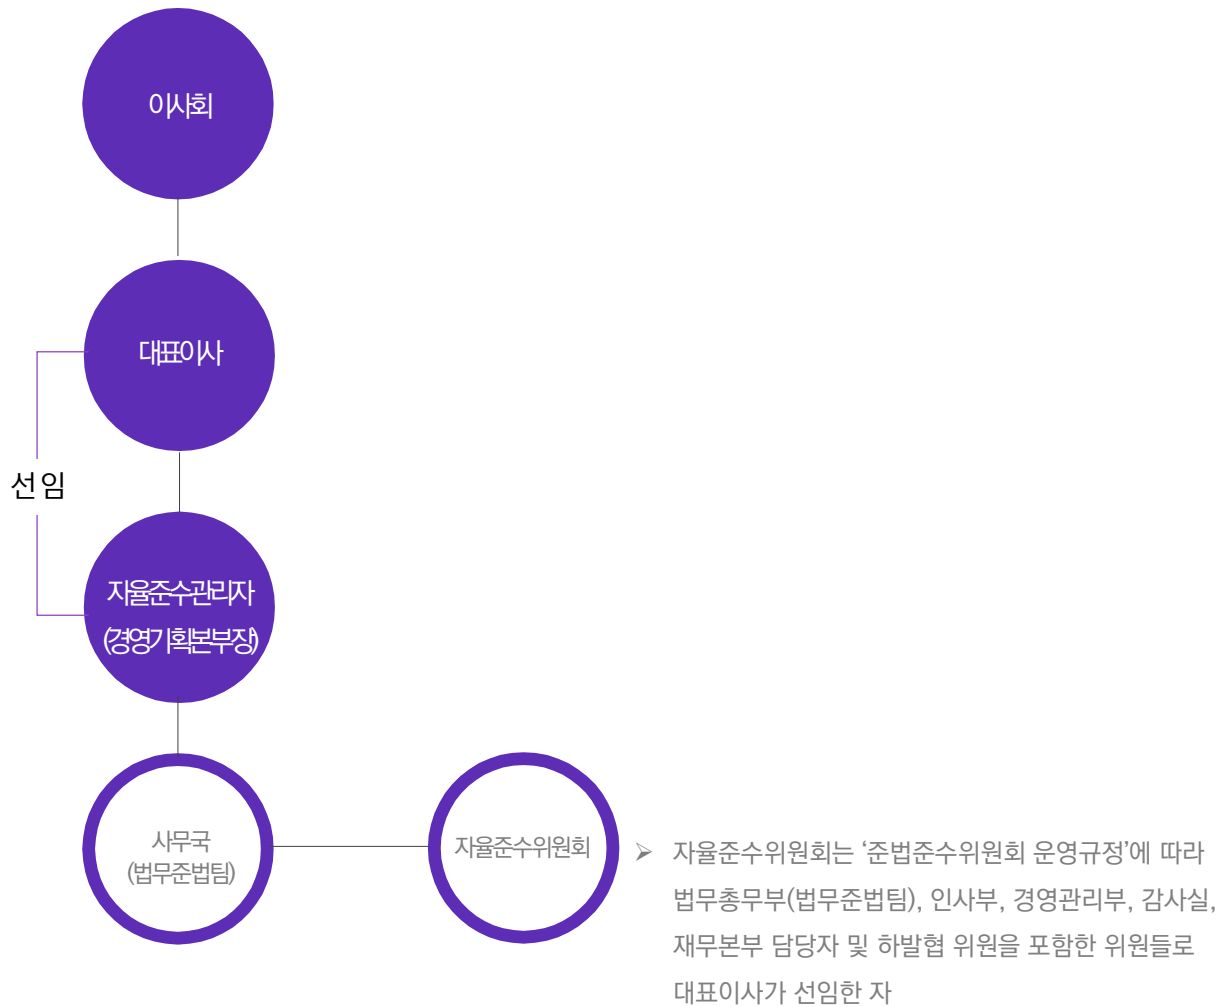 이사회
대표이사
선임
자율준수관리자
(경영기획본부장)
사무국
(법무준법팀)
자율준수위원회
➢ 자율준수위원회는 ‘준법준수위원회 운영규정’에 따라
법무총무부(법무준법팀), 인사부, 경영관리부, 감사실,
재무본부 담당자 및 하발협 위원을 포함한 위원들로
대표이사가 선임한 자